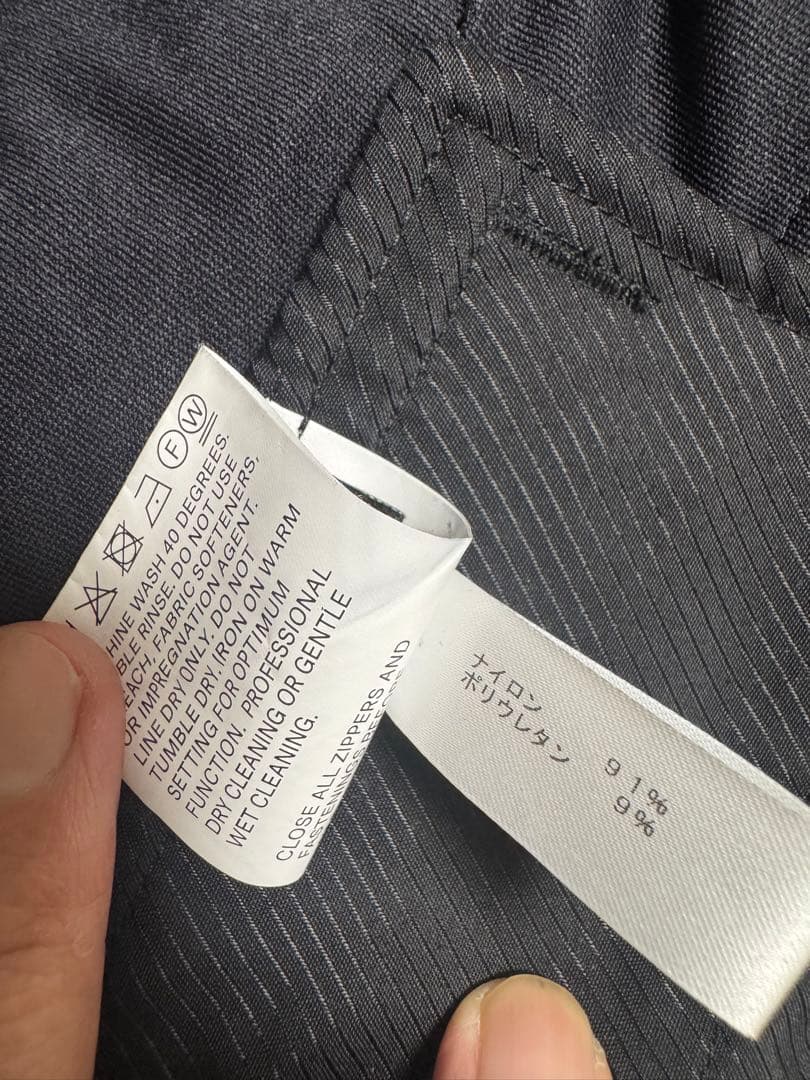 F W
HINE WASH 40 DEGREES.
BLE RINSE. DO NOT USE
EACH, FABRIC SOFTENERS,
OR IMPREGNATION AGENT.
LINE DRY ONLY. DO NOT
TUMBLE DRY. IRON ON WARM
SETTING FOR OPTIMUM
FUNCTION. PROFESSIONAL
DRY CLEANING OR GENTLE
WET CLEANING.
CLOSE ALL ZIPPERS AND
ナイロン 91%
ポリウレタン 9%